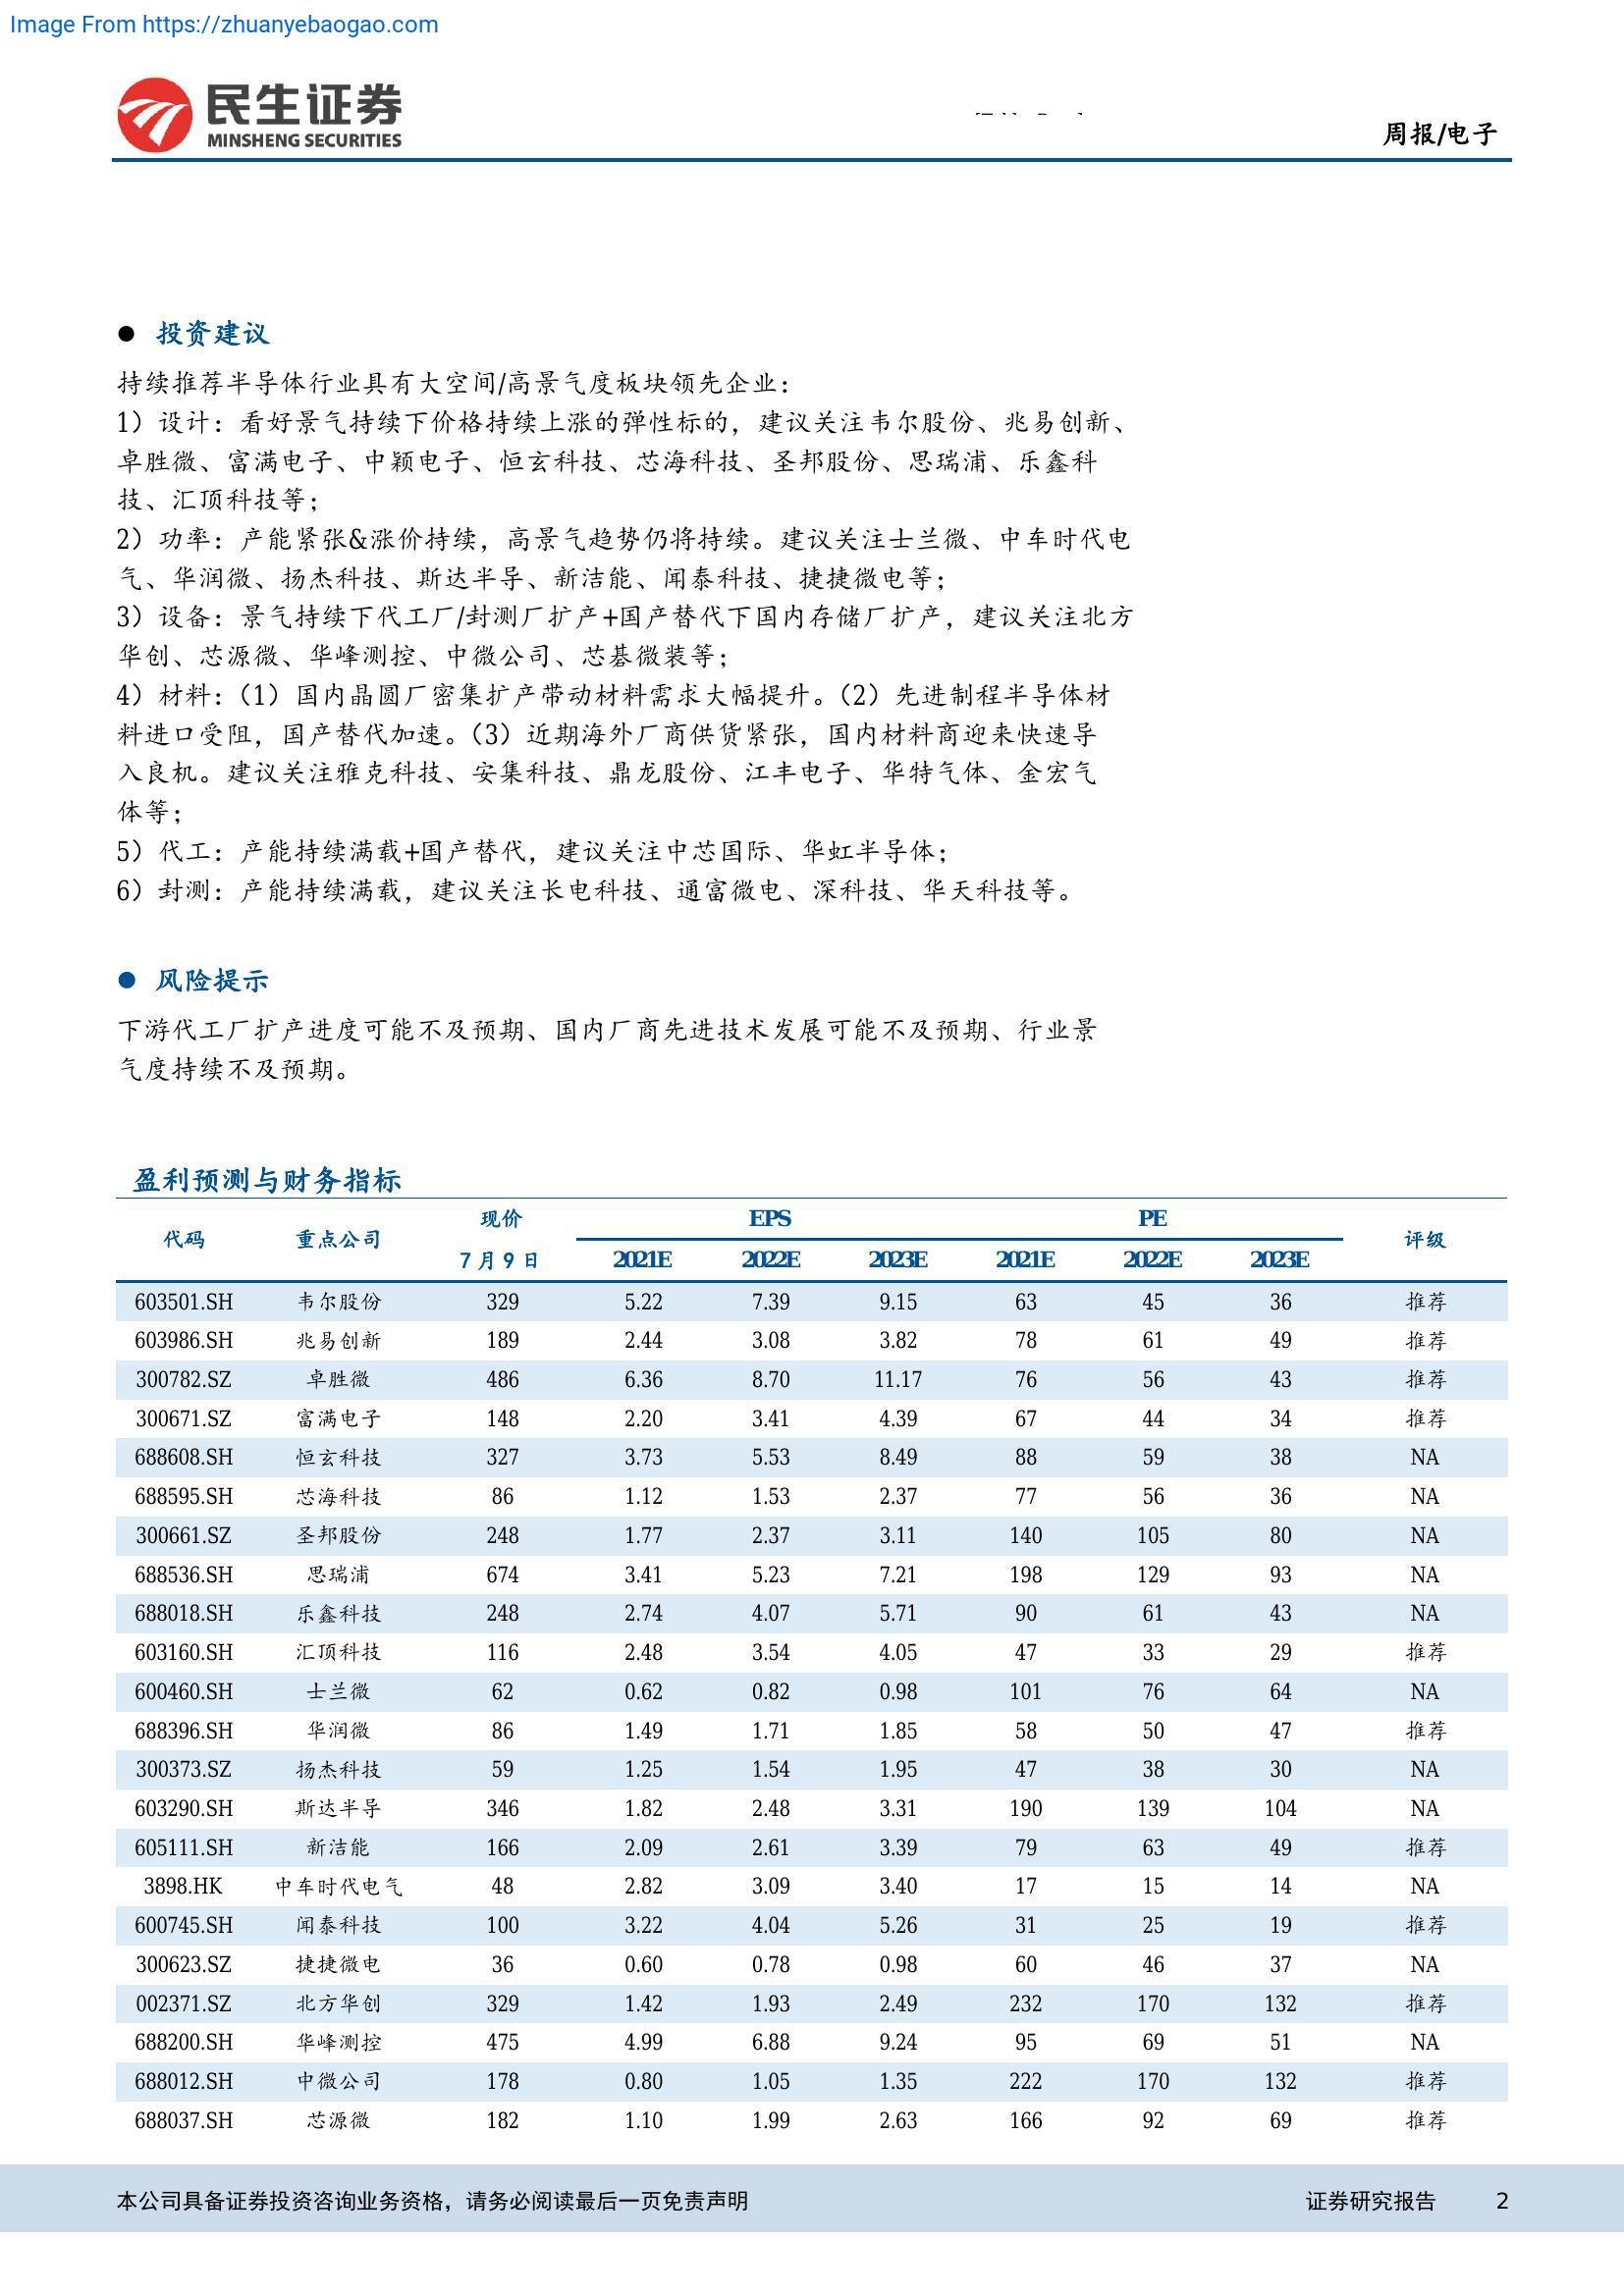 Image From https://zhuanyebaogao.com
民生证券
MINSHENG SECURITIES
周报/电子
● 投资建议
持续推荐半导体行业具有大空间/高景气度板块领先企业：
1）设计：看好景气持续下价格持续上涨的弹性标的，建议关注韦尔股份、兆易创新、
卓胜微、富满电子、中颖电子、恒玄科技、芯海科技、圣邦股份、思瑞浦、乐鑫科
技、汇顶科技等；
2）功率：产能紧张&涨价持续，高景气趋势仍将持续。建议关注士兰微、中车时代电
气、华润微、扬杰科技、斯达半导、新洁能、闻泰科技、捷捷微电等；
3）设备：景气持续下代工厂/封测厂扩产+国产替代下国内存储厂扩产，建议关注北方
华创、芯源微、华峰测控、中微公司、芯碁微装等；
4）材料：（1）国内晶圆厂密集扩产带动材料需求大幅提升。（2）先进制程半导体材
料进口受阻，国产替代加速。（3）近期海外厂商供货紧张，国内材料商迎来快速导
入良机。建议关注雅克科技、安集科技、鼎龙股份、江丰电子、华特气体、金宏气
体等；
5）代工：产能持续满载+国产替代，建议关注中芯国际、华虹半导体；
6）封测：产能持续满载，建议关注长电科技、通富微电、深科技、华天科技等。
● 风险提示
下游代工厂扩产进度可能不及预期、国内厂商先进技术发展可能不及预期、行业景
气度持续不及预期。
盈利预测与财务指标
代码 重点公司 现价 EPS PE 评级
7 月 9 日 2021E 2022E 2023E 2021E 2022E 2023E
603501.SH 韦尔股份 329 5.22 7.39 9.15 63 45 36 推荐
603986.SH 兆易创新 189 2.44 3.08 3.82 78 61 49 推荐
300782.SZ 卓胜微 486 6.36 8.70 11.17 76 56 43 推荐
300671.SZ 富满电子 148 2.20 3.41 4.39 67 44 34 推荐
688608.SH 恒玄科技 327 3.73 5.53 8.49 88 59 38 NA
688595.SH 芯海科技 86 1.12 1.53 2.37 77 56 36 NA
300661.SZ 圣邦股份 248 1.77 2.37 3.11 140 105 80 NA
688536.SH 思瑞浦 674 3.41 5.23 7.21 198 129 93 NA
688018.SH 乐鑫科技 248 2.74 4.07 5.71 90 61 43 NA
603160.SH 汇顶科技 116 2.48 3.54 4.05 47 33 29 推荐
600460.SH 士兰微 62 0.62 0.82 0.98 101 76 64 NA
688396.SH 华润微 86 1.49 1.71 1.85 58 50 47 推荐
300373.SZ 扬杰科技 59 1.25 1.54 1.95 47 38 30 NA
603290.SH 斯达半导 346 1.82 2.48 3.31 190 139 104 NA
605111.SH 新洁能 166 2.09 2.61 3.39 79 63 49 推荐
3898.HK 中车时代电气 48 2.82 3.09 3.40 17 15 14 NA
600745.SH 闻泰科技 100 3.22 4.04 5.26 31 25 19 推荐
300623.SZ 捷捷微电 36 0.60 0.78 0.98 60 46 37 NA
002371.SZ 北方华创 329 1.42 1.93 2.49 232 170 132 推荐
688200.SH 华峰测控 475 4.99 6.88 9.24 95 69 51 NA
688012.SH 中微公司 178 0.80 1.05 1.35 222 170 132 推荐
688037.SH 芯源微 182 1.10 1.99 2.63 166 92 69 推荐
本公司具备证券投资咨询业务资格，请务必阅读最后一页免责声明 证券研究报告 2